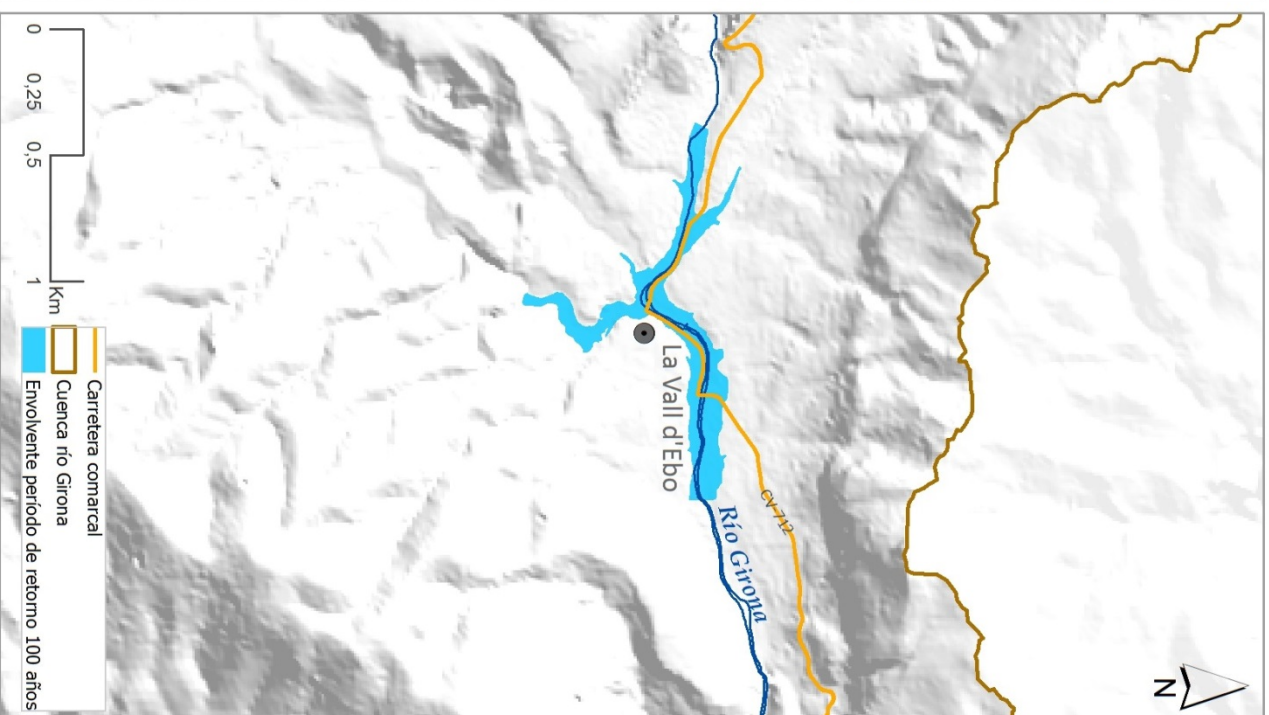 N
CV-712
Río Girona
La Vall d'Ebo
0 0,25 0,5 1
Km
Carretera comarcal
Cuenca río Girona
Envolvente período de retorno 100 años